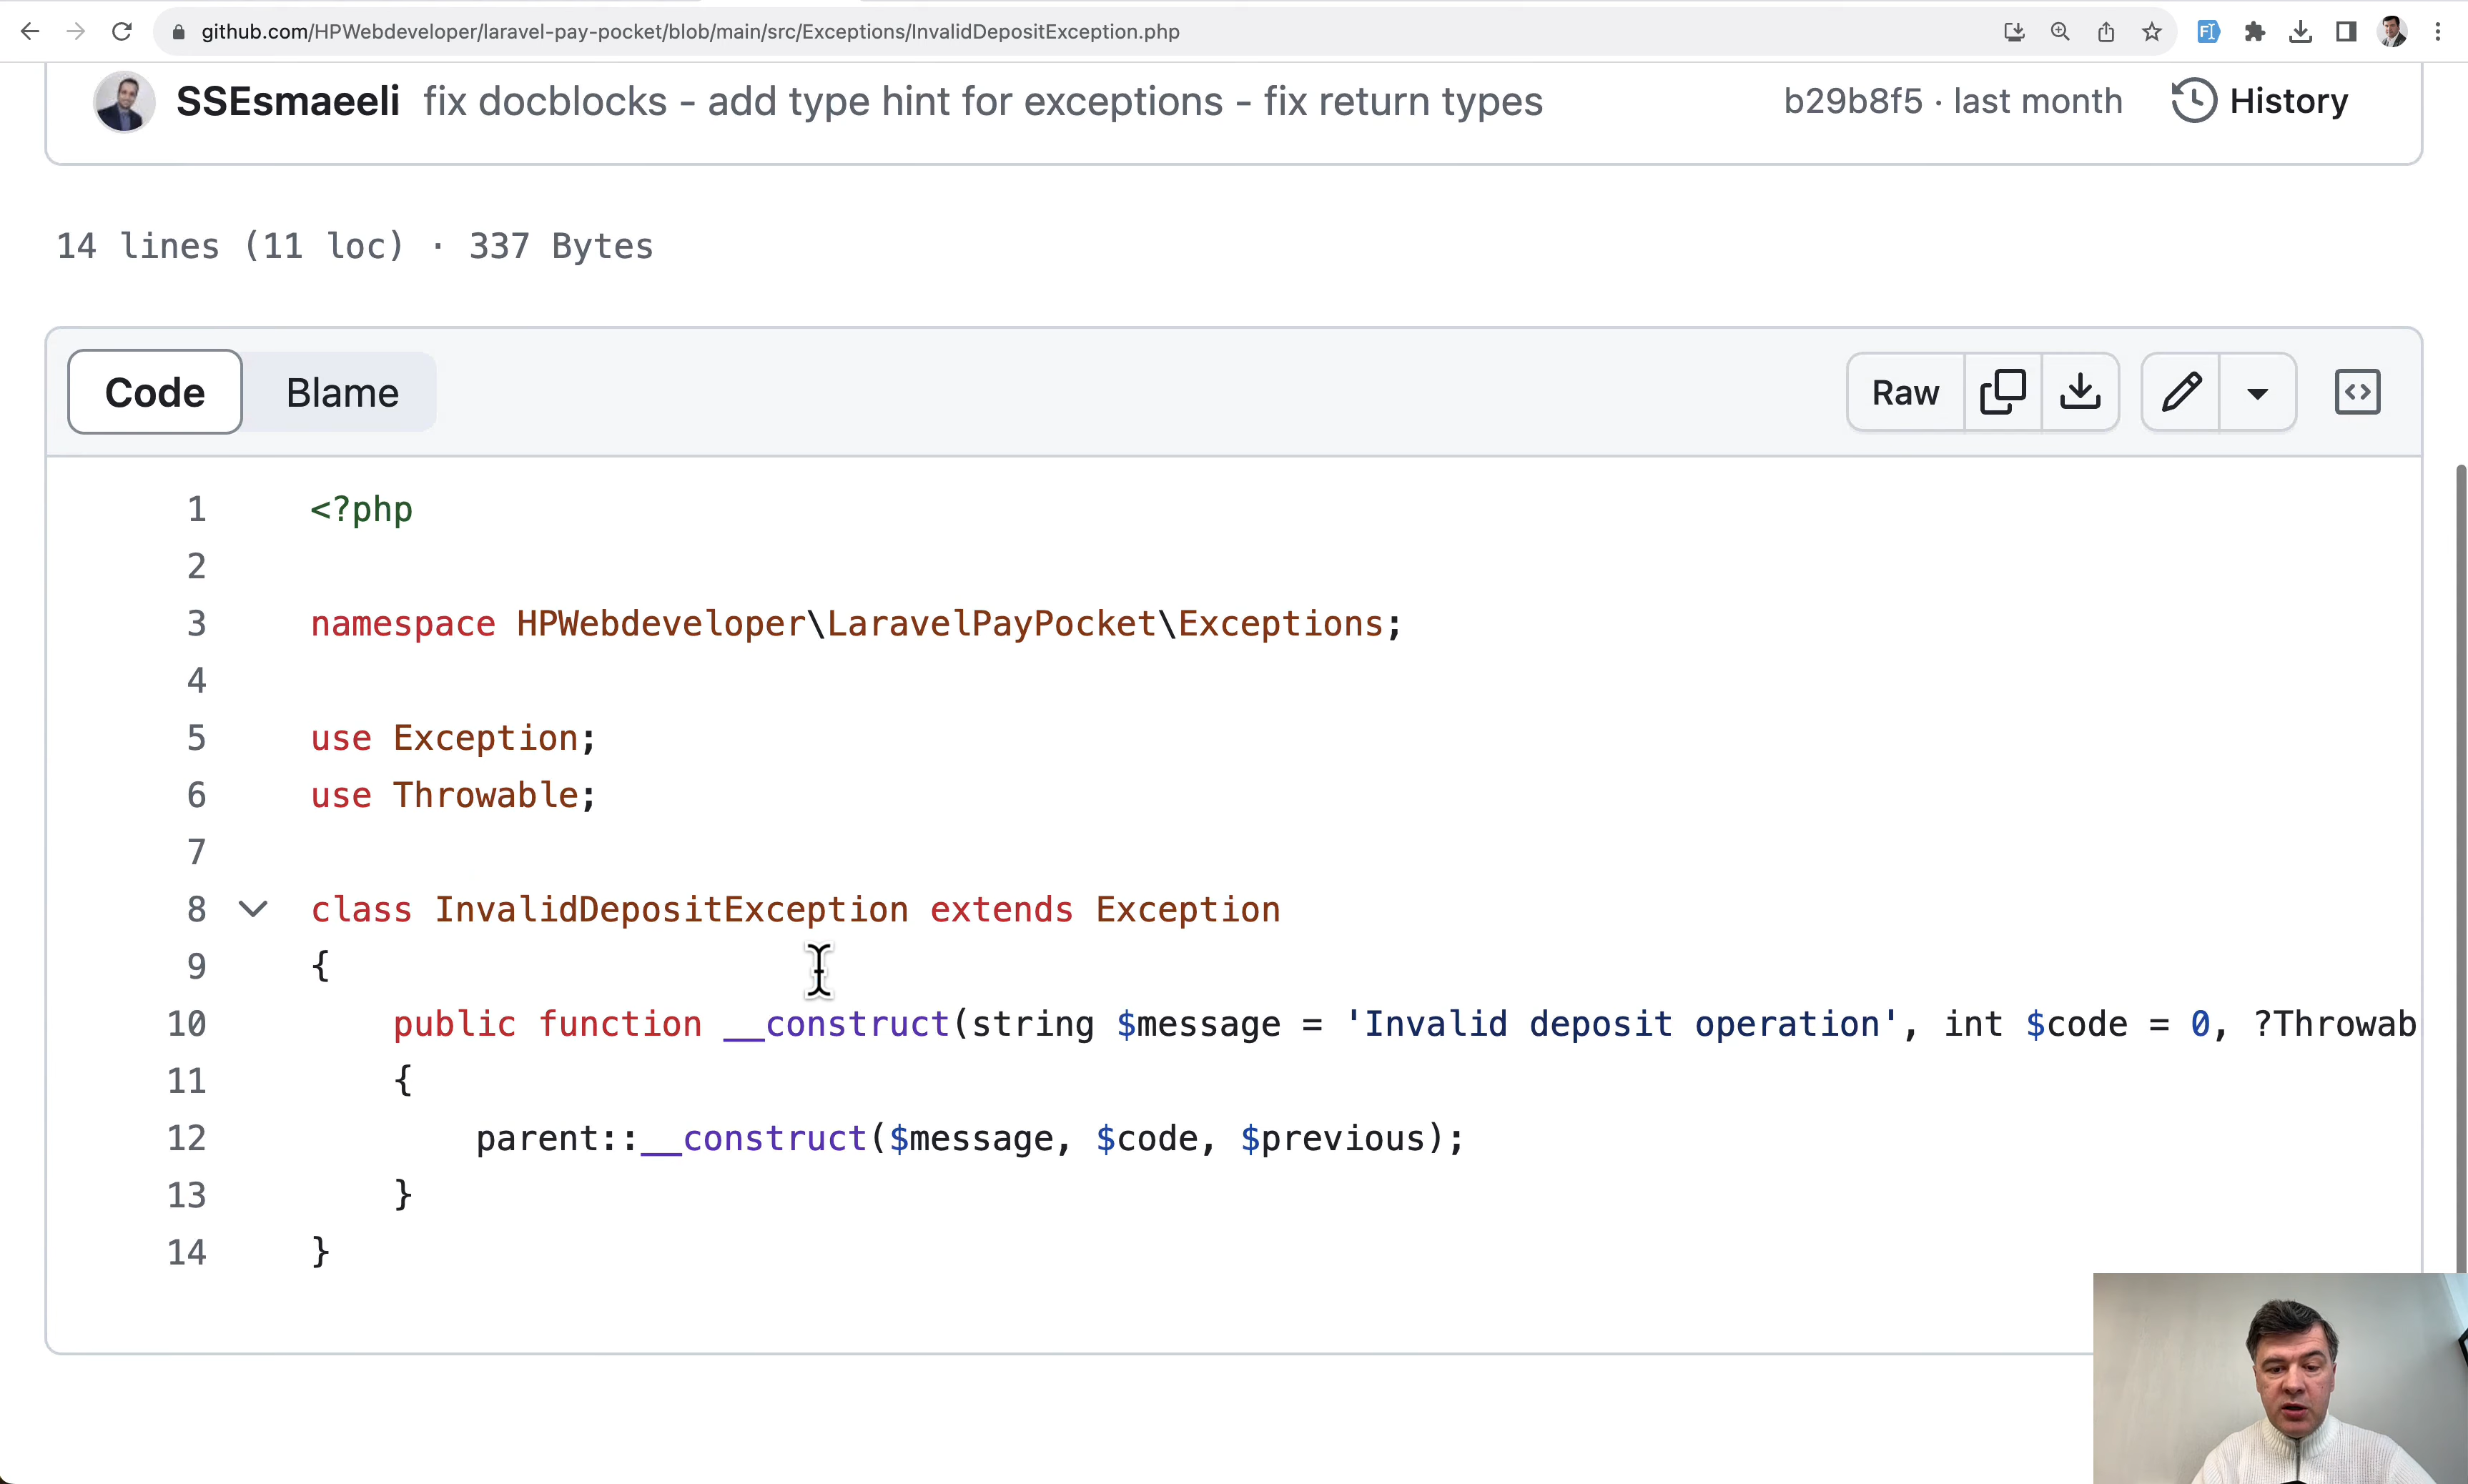 github.com/HPWebdeveloper/laravel-pay-pocket/blob/main/src/Exceptions/InvalidDepositException.php
SSEsmaeeli fix docblocks - add type hint for exceptions - fix return types b29b8f5 · last month History
14 lines (11 loc) · 337 Bytes
Code Blame Raw
1 <?php
2
3 namespace HPWebdeveloper\LaravelPayPocket\Exceptions;
4
5 use Exception;
6 use Throwable;
7
8 class InvalidDepositException extends Exception
9 {
10 public function __construct(string $message = 'Invalid deposit operation', int $code = 0, ?Throwab
11 {
12 parent::__construct($message, $code, $previous);
13 }
14 }